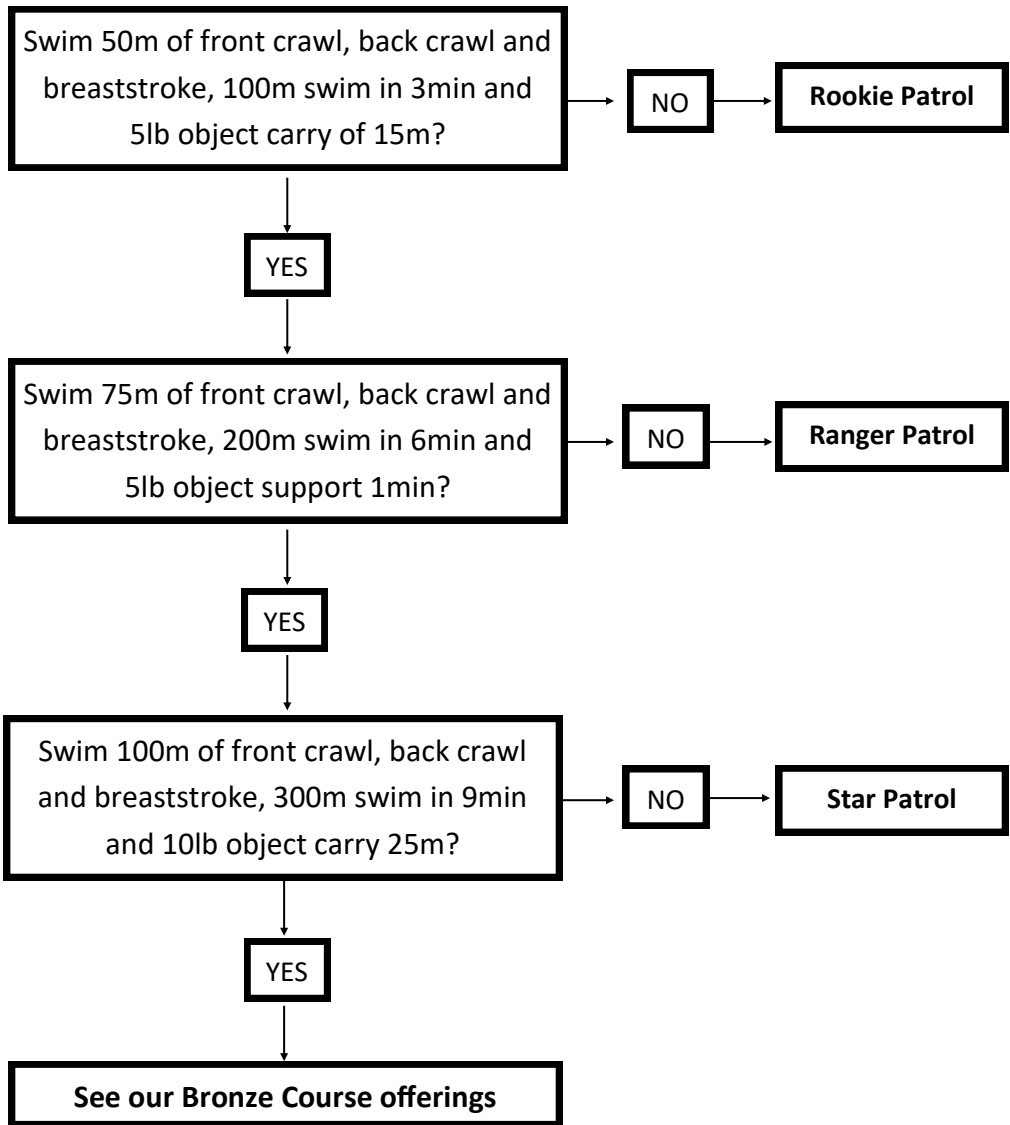 Swim 50m of front crawl, back crawl and
breaststroke, 100m swim in 3min and
5lb object carry of 15m?
NO
Rookie Patrol
YES
Swim 75m of front crawl, back crawl and
breaststroke, 200m swim in 6min and
5lb object support 1min?
NO
Ranger Patrol
YES
Swim 100m of front crawl, back crawl
and breaststroke, 300m swim in 9min
and 10lb object carry 25m?
NO
Star Patrol
YES
See our Bronze Course offerings